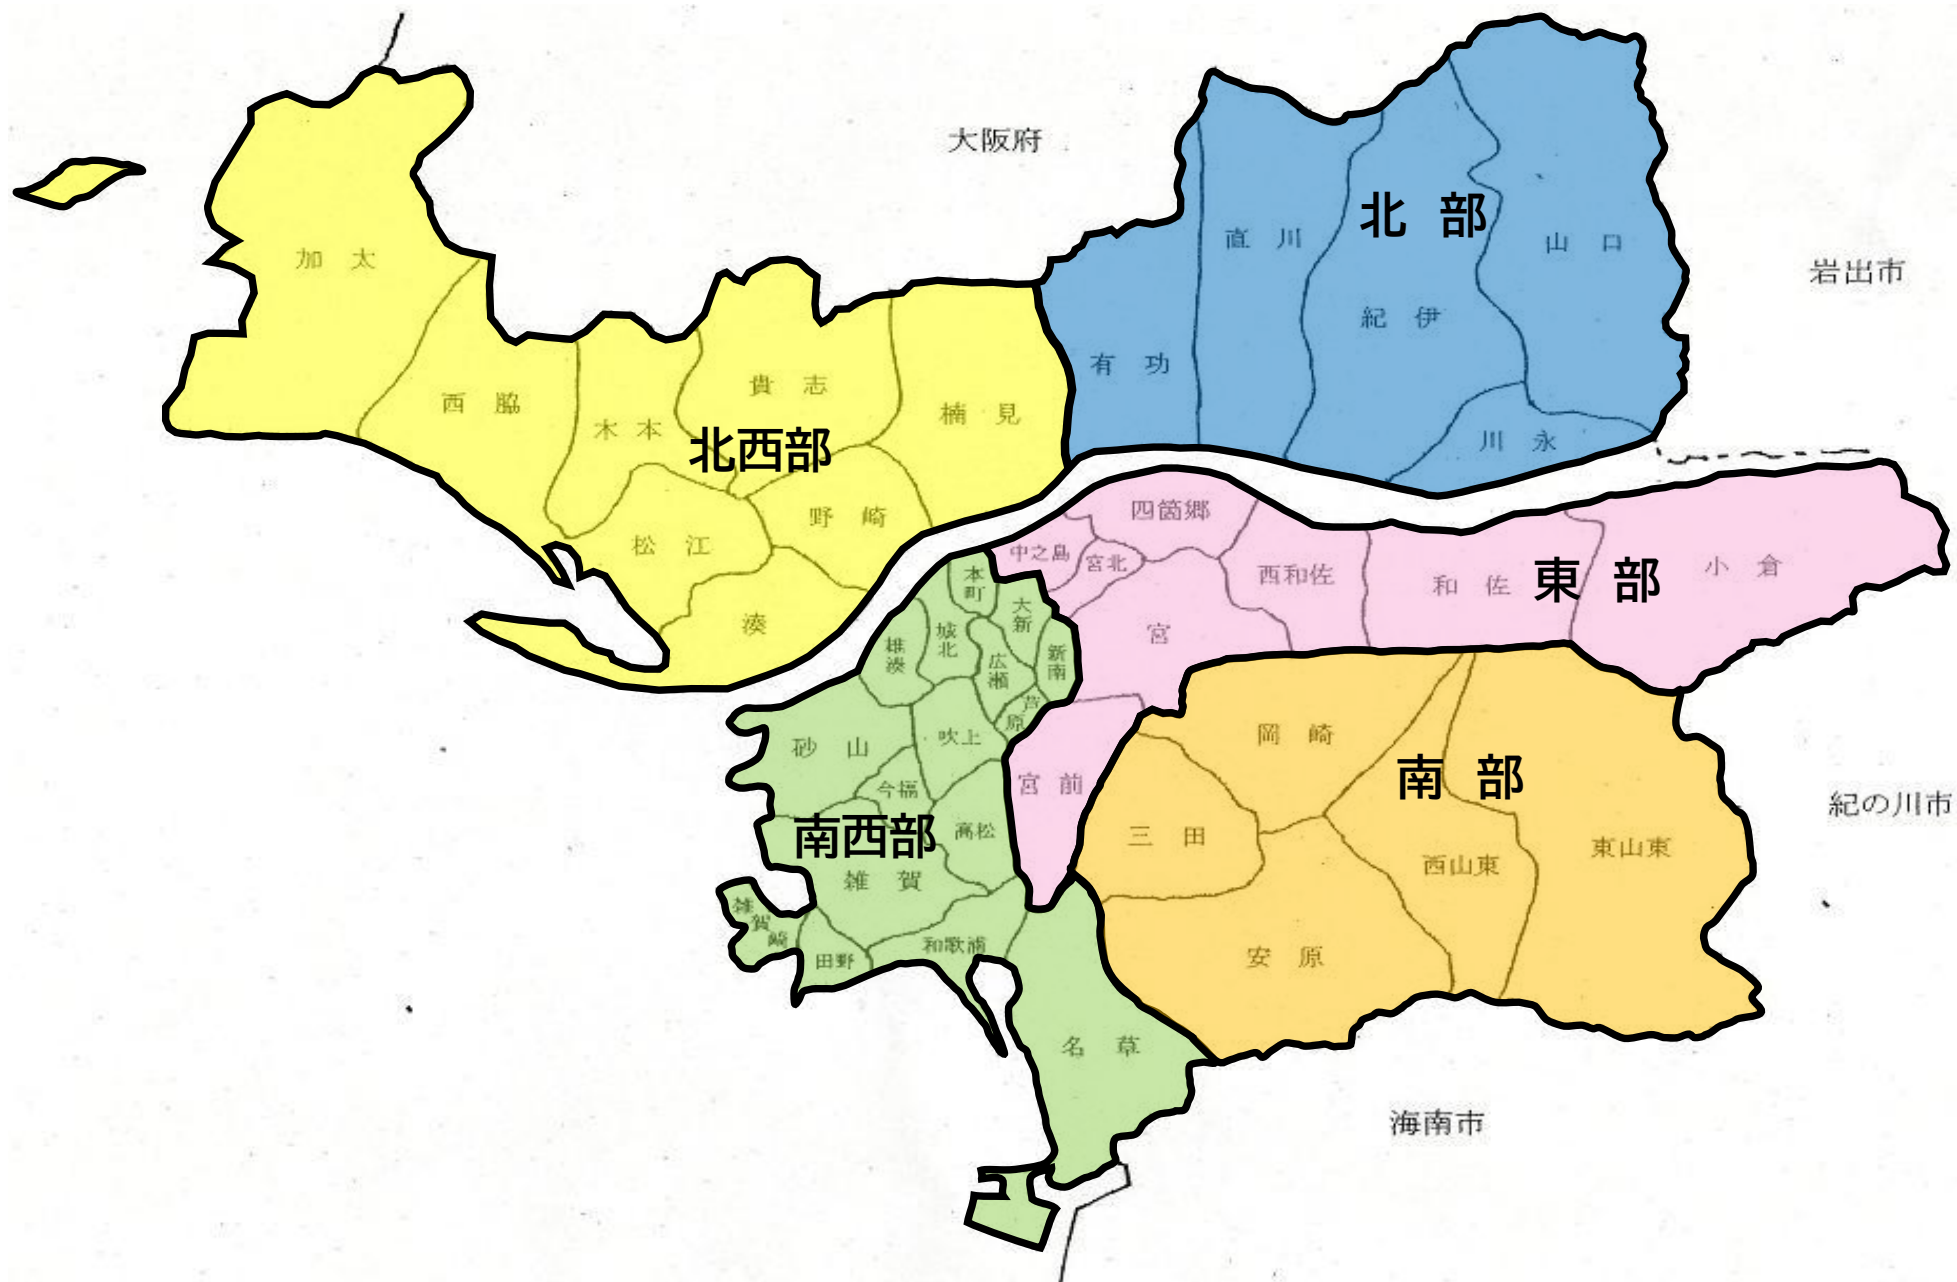 大阪府
岩出市
紀の川市
海南市
北部
直川
山口
紀伊
有功
川永
北西部
加太
西脇
木本
貴志
楠見
松江
野崎
湊
東部
四箇郷
中之島
宮北
西和佐
和佐
小倉
宮
宮前
南西部
本町
大新
城北
雄湊
広瀬
新南
芦原
砂山
吹上
今福
高松
雑賀
雑賀崎
田野
和歌浦
名草
南部
岡崎
三田
西山東
東山東
安原